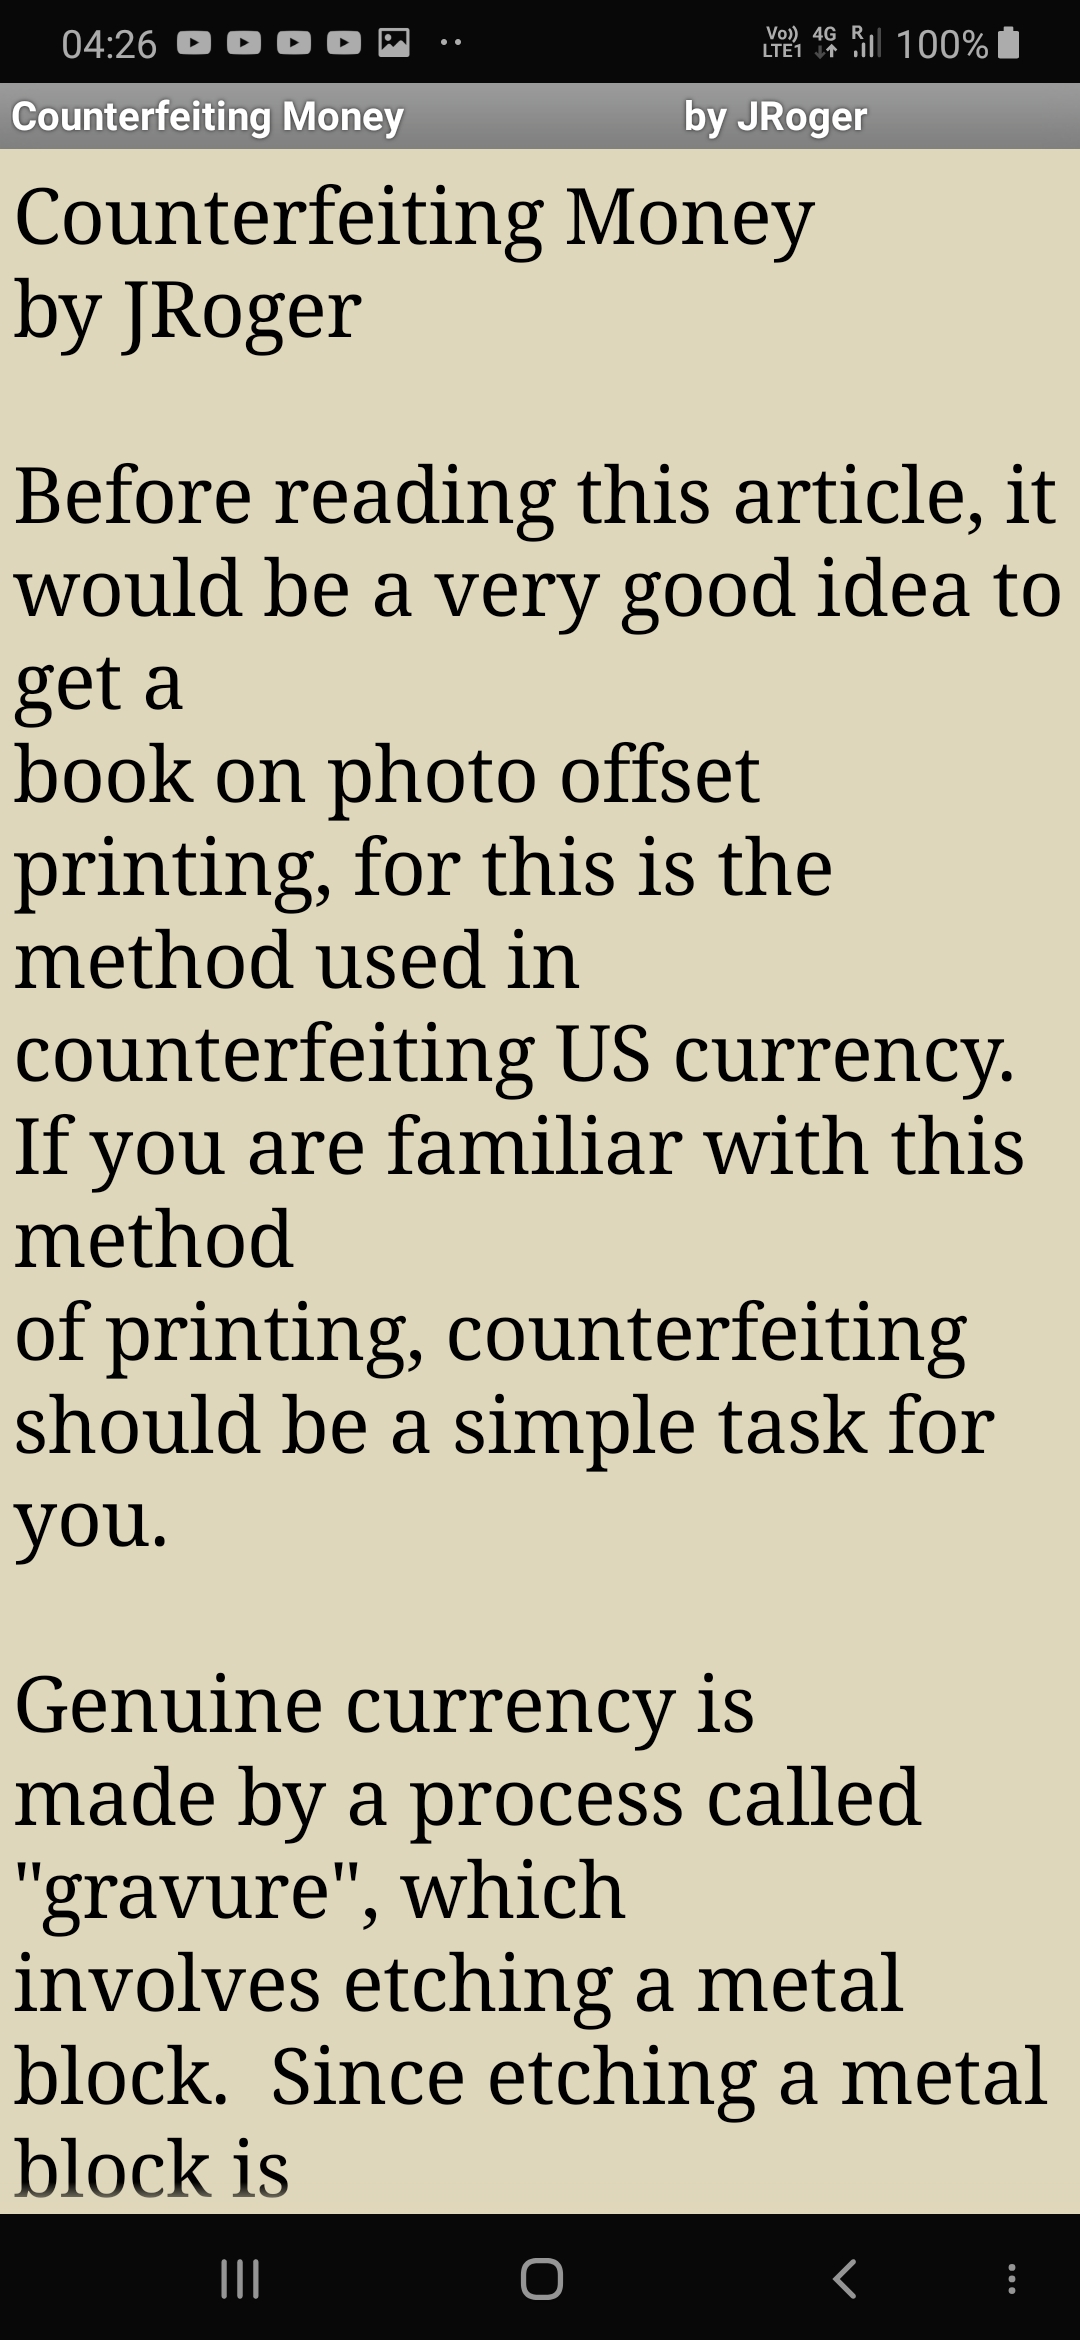 04:26
Vo)) LTE1 4G R 100%
Counterfeiting Money by JRoger
Counterfeiting Money
by JRoger
Before reading this article, it
would be a very good idea to
get a
book on photo offset
printing, for this is the
method used in
counterfeiting US currency.
If you are familiar with this
method
of printing, counterfeiting
should be a simple task for
you.
Genuine currency is
made by a process called
"gravure", which
involves etching a metal
block.  Since etching a metal
block is